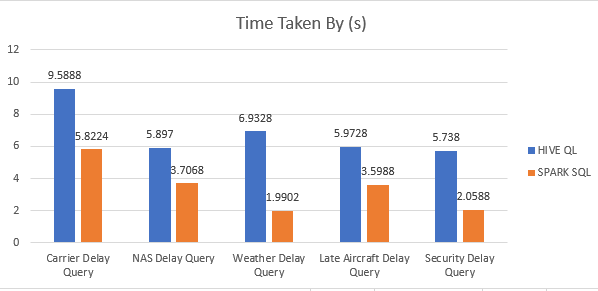 Time Taken By (s)
12
10
8
6
4
2
0
9.5888
5.8224
5.897
3.7068
6.9328
1.9902
5.9728
3.5988
5.738
2.0588
HIVE QL
SPARK SQL
Carrier Delay
Query
NAS Delay Query
Weather Delay
Query
Late Aircraft Delay
Query
Security Delay
Query